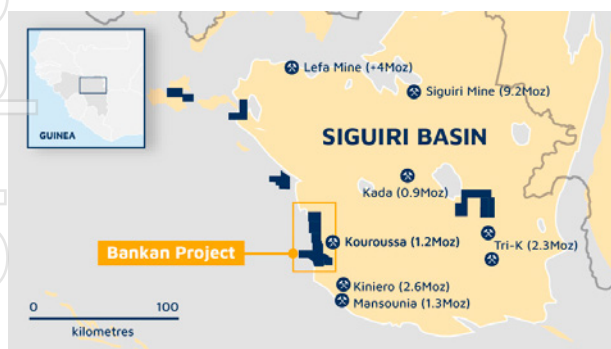 Lefa Mine (+4Moz)
Siguiri Mine (9.2Moz)
GUINEA
SIGUIRI BASIN
Kada (0.9Moz)
Kouroussa (1.2Moz)
Tri-K (2.3Moz)
Bankan Project
Kiniero (2.6Moz)
Mansounia (1.3Moz)
0 100
kilometres